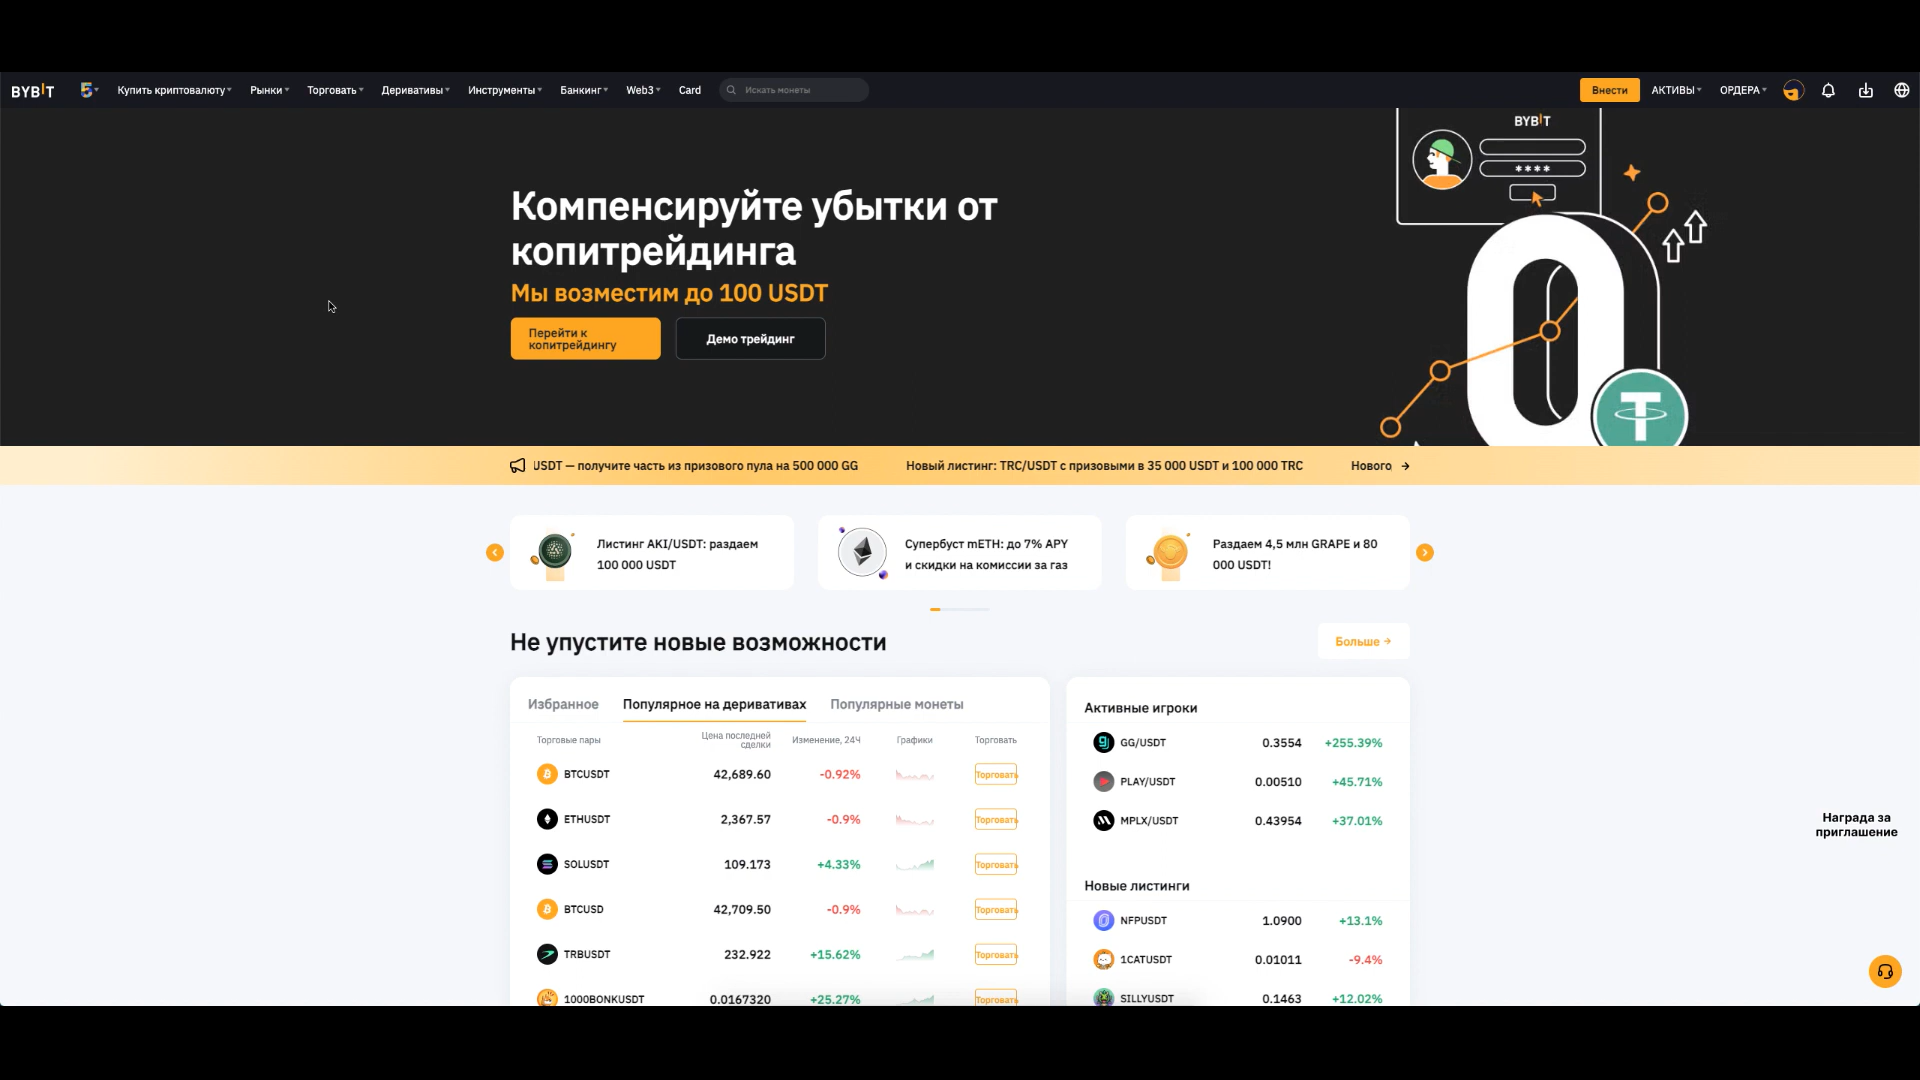 BYBIT
Купить криптовалюту
Рынки
Торговать
Деривативы
Инструменты
Банкинг
Web3
Card
Искать монеты
Внести
АКТИВЫ
ОРДЕРА
BYBIT
****
Компенсируйте убытки от
копитрейдинга
Мы возместим до 100 USDT
Перейти к
копитрейдингу
Демо трейдинг
USDT — получите часть из призового пула на 500 000 GG
Новый листинг: TRC/USDT с призовыми в 35 000 USDT и 100 000 TRC
Нового
Листинг AKI/USDT: раздаем
100 000 USDT
Супербуст mETH: до 7% APY
и скидки на комиссии за газ
Раздаем 4,5 млн GRAPE и 80
000 USDT!
Не упустите новые возможности
Больше
Избранное
Популярное на деривативах
Популярные монеты
Торговые пары
Цена последней
сделки
Изменение, 24Ч
Графики
Торговать
BTCUSDT 42,689.60 -0.92% Торговать
ETHUSDT 2,367.57 -0.9% Торговать
SOLUSDT 109.173 +4.33% Торговать
BTCUSD 42,709.50 -0.9% Торговать
TRBUSDT 232.922 +15.62% Торговать
1000BONKUSDT 0.0167320 +25.27% Торговать
Активные игроки
GG/USDT 0.3554 +255.39%
PLAY/USDT 0.00510 +45.71%
MPLX/USDT 0.43954 +37.01%
Новые листинги
NFPUSDT 1.0900 +13.1%
1CATUSDT 0.01011 -9.4%
SILLYUSDT 0.1463 +12.02%
Награда за
приглашение